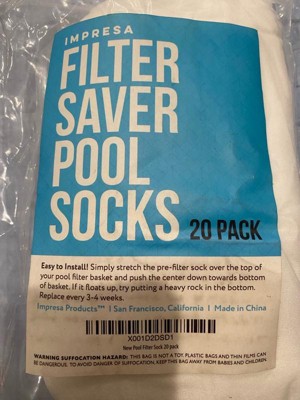 IMPRESA
FILTER
SAVER
POOL
SOCKS 20 PACK
Easy to Install! Simply stretch the pre-filter sock over the top of
your pool filter basket and push the center down towards bottom
of basket. If it floats up, try putting a heavy rock in the bottom.
Replace every 3-4 weeks.
Impresa Products™ | San Francisco, California | Made in China
X001D2DSD1
New Pool Filter Sock 20 pack
WARNING SUFFOCATION HAZARD: THIS BAG IS NOT A TOY. PLASTIC BAGS AND THIN FILMS CAN
BE DANGEROUS. TO AVOID DANGER OF SUFFOCATION, KEEP AWAY FROM BABIES AND CHILDREN.